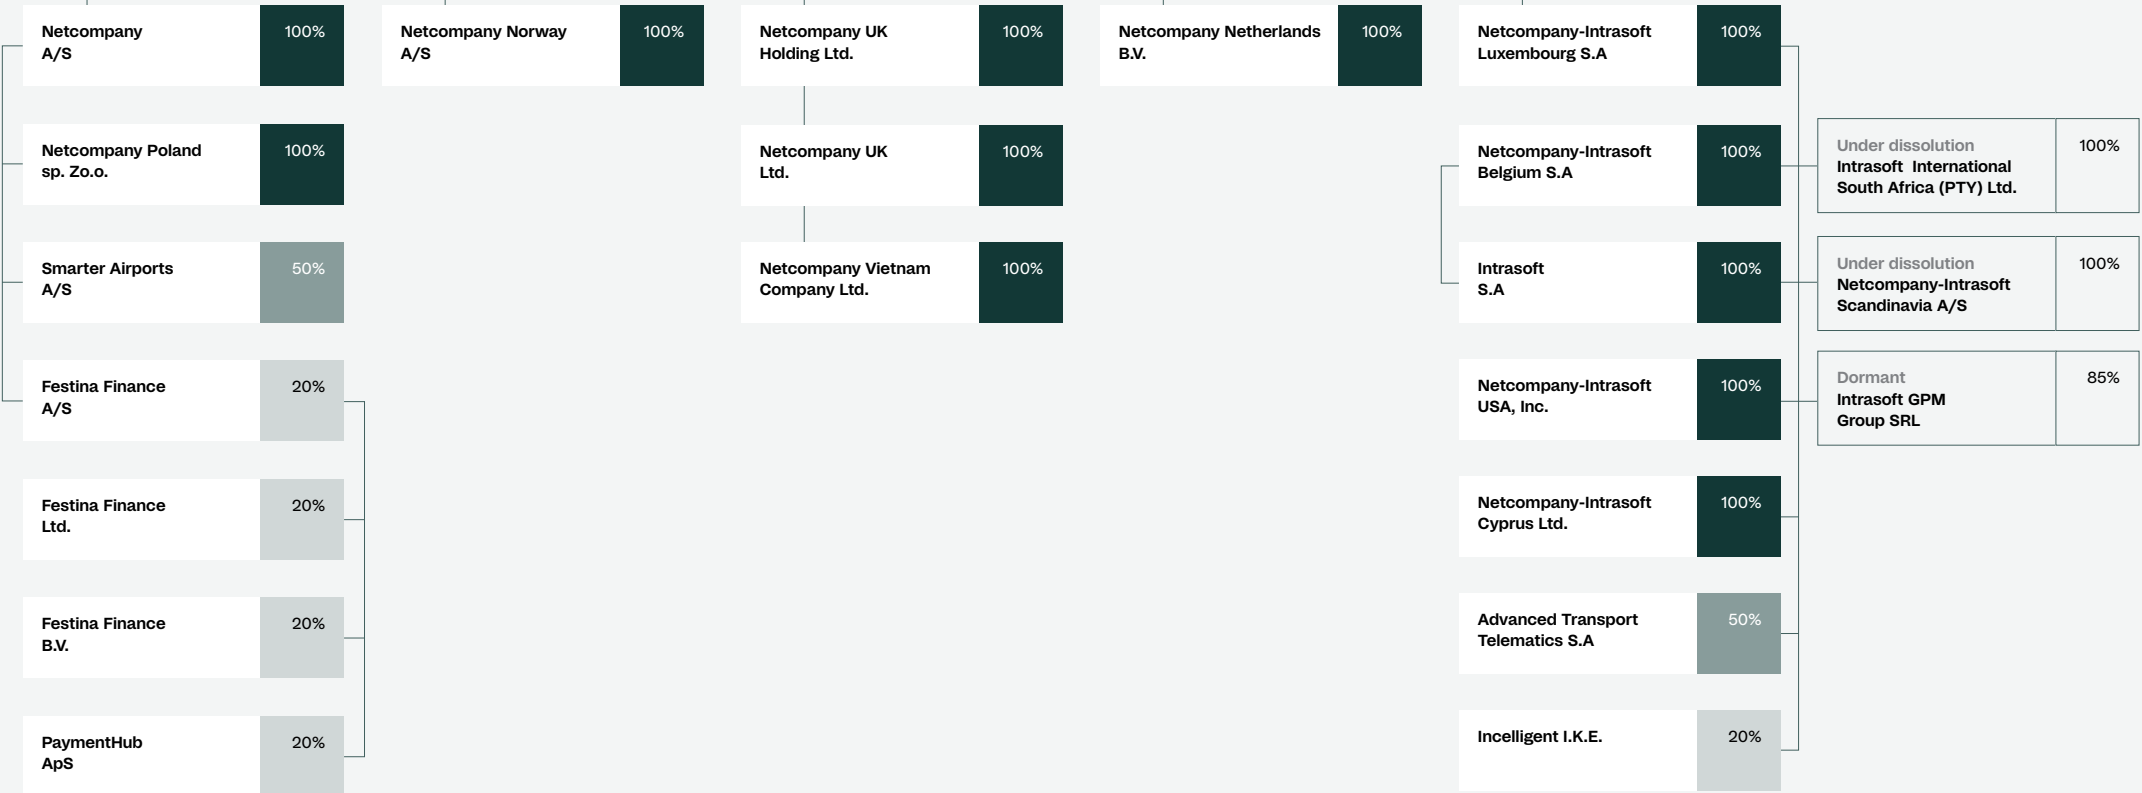 Netcompany
A/S
100%
Netcompany Poland
sp. Zo.o.
100%
Smarter Airports
A/S
50%
Festina Finance
A/S
20%
Festina Finance
Ltd.
20%
Festina Finance
B.V.
20%
PaymentHub
ApS
20%
Netcompany Norway
A/S
100%
Netcompany UK
Holding Ltd.
100%
Netcompany UK
Ltd.
100%
Netcompany Vietnam
Company Ltd.
100%
Netcompany Netherlands
B.V.
100%
Netcompany-Intrasoft
Luxembourg S.A
100%
Netcompany-Intrasoft
Belgium S.A
100%
Intrasoft
S.A
100%
Netcompany-Intrasoft
USA, Inc.
100%
Netcompany-Intrasoft
Cyprus Ltd.
100%
Advanced Transport
Telematics S.A
50%
Incelligent I.K.E.
20%
Under dissolution
Intrasoft International
South Africa (PTY) Ltd.
100%
Under dissolution
Netcompany-Intrasoft
Scandinavia A/S
100%
Dormant
Intrasoft GPM
Group SRL
85%